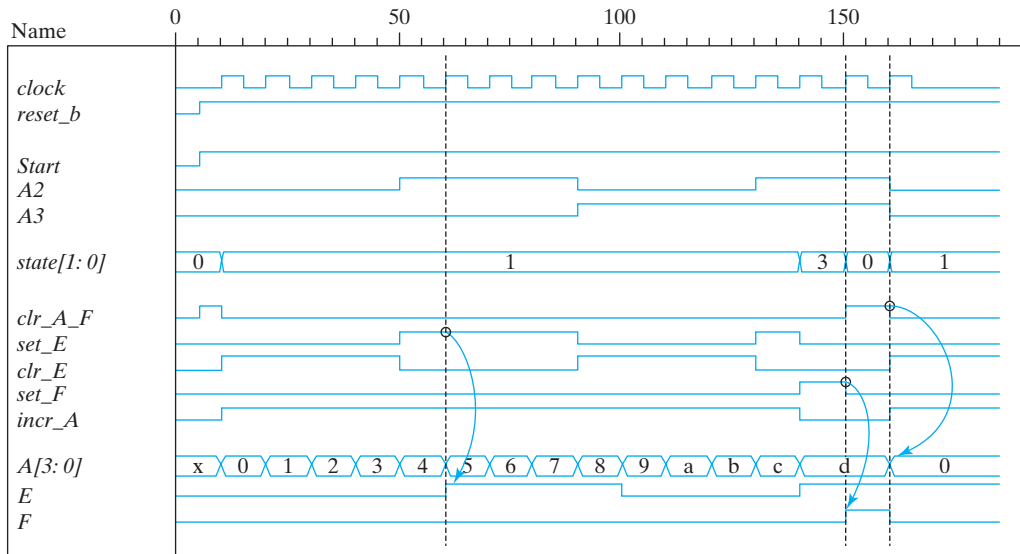 0 50 100 150
Name
clock
reset_b
Start
A2
A3
state[1: 0] 0 1 3 0 1
clr_A_F
set_E
clr_E
set_F
incr_A
A[3: 0] x 0 1 2 3 4 5 6 7 8 9 a b c d 0
E
F